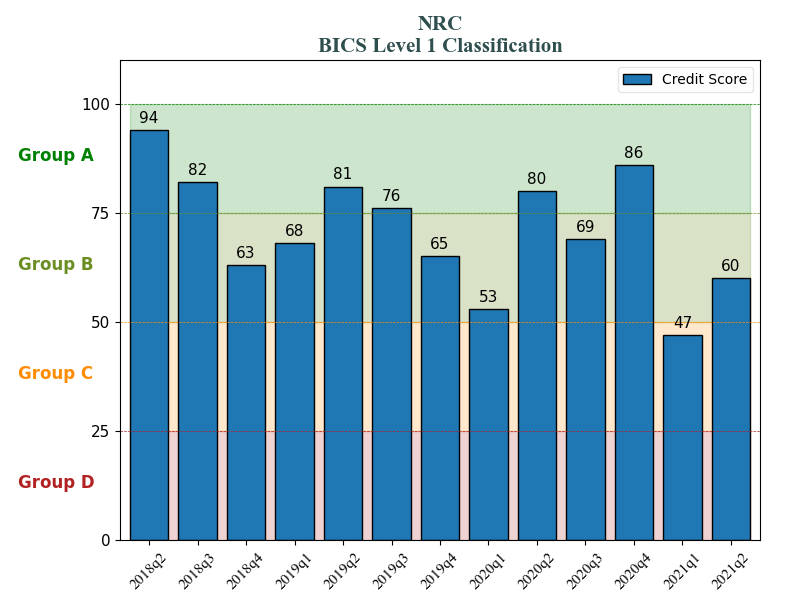 NRC
BICS Level 1 Classification
Credit Score
100
75
50
25
0
Group A
Group B
Group C
Group D
94
82
63
68
81
76
65
53
80
69
86
47
60
2018q2
2018q3
2018q4
2019q1
2019q2
2019q3
2019q4
2020q1
2020q2
2020q3
2020q4
2021q1
2021q2